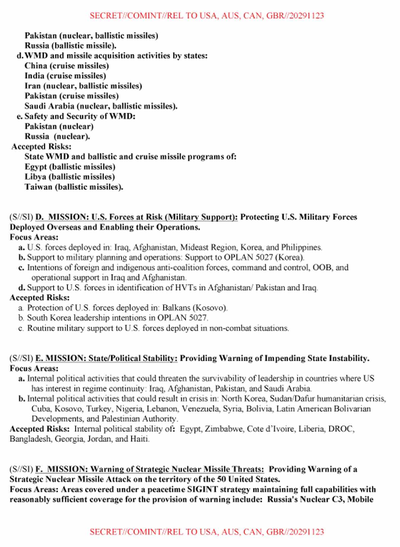 SECRET//COMINT//REL TO USA, AUS, CAN, GBR//20291123
Pakistan (nuclear, ballistic missiles)
Russia (ballistic missile).
d.WMD and missile acquisition activities by states:
China (cruise missiles)
India (cruise missiles)
Iran (nuclear, ballistic missiles)
Pakistan (cruise missiles)
Saudi Arabia (nuclear, ballistic missiles).
e. Safety and Security of WMD:
Pakistan (nuclear)
Russia (nuclear).
Accepted Risks:
State WMD and ballistic and cruise missile programs of:
Egypt (ballistic missiles)
Libya (ballistic missiles)
Taiwan (ballistic missiles).
(S//SI) D. MISSION: U.S. Forces at Risk (Military Support): Protecting U.S. Military Forces
Deployed Overseas and Enabling their Operations.
Focus Areas:
a. U.S. forces deployed in: Iraq, Afghanistan, Mideast Region, Korea, and Philippines.
b. Support to military planning and operations: Support to OPLAN 5027 (Korea).
c. Intentions of foreign and indigenous anti-coalition forces, command and control, OOB, and
operational support in Iraq and Afghanistan.
d. Support to U.S. forces in identification of HVTs in Afghanistan/ Pakistan and Iraq.
Accepted Risks:
a. Protection of U.S. forces deployed in: Balkans (Kosovo).
b. South Korea leadership intentions in OPLAN 5027.
c. Routine military support to U.S. forces deployed in non-combat situations.
(S//SI) E. MISSION: State/Political Stability: Providing Warning of Impending State Instability.
Focus Areas:
a. Internal political activities that could threaten the survivability of leadership in countries where US
has interest in regime continuity: Iraq, Afghanistan, Pakistan, and Saudi Arabia.
b. Internal political activities that could result in crisis in: North Korea, Sudan/Dafur humanitarian crisis,
Cuba, Kosovo, Turkey, Nigeria, Lebanon, Venezuela, Syria, Bolivia, Latin American Bolivarian
Developments, and Palestinian Authority.
Accepted Risks: Internal political stability of: Egypt, Zimbabwe, Cote d'Ivoire, Liberia, DROC,
Bangladesh, Georgia, Jordan, and Haiti.
(S//SI) F. MISSION: Warning of Strategic Nuclear Missile Threats: Providing Warning of a
Strategic Nuclear Missile Attack on the territory of the 50 United States.
Focus Areas: Areas covered under a peacetime SIGINT strategy maintaining full capabilities with
reasonably sufficient coverage for the provision of warning include: Russia's Nuclear C3, Mobile
SECRET//COMINT//REL TO USA, AUS, CAN, GBR//20291123